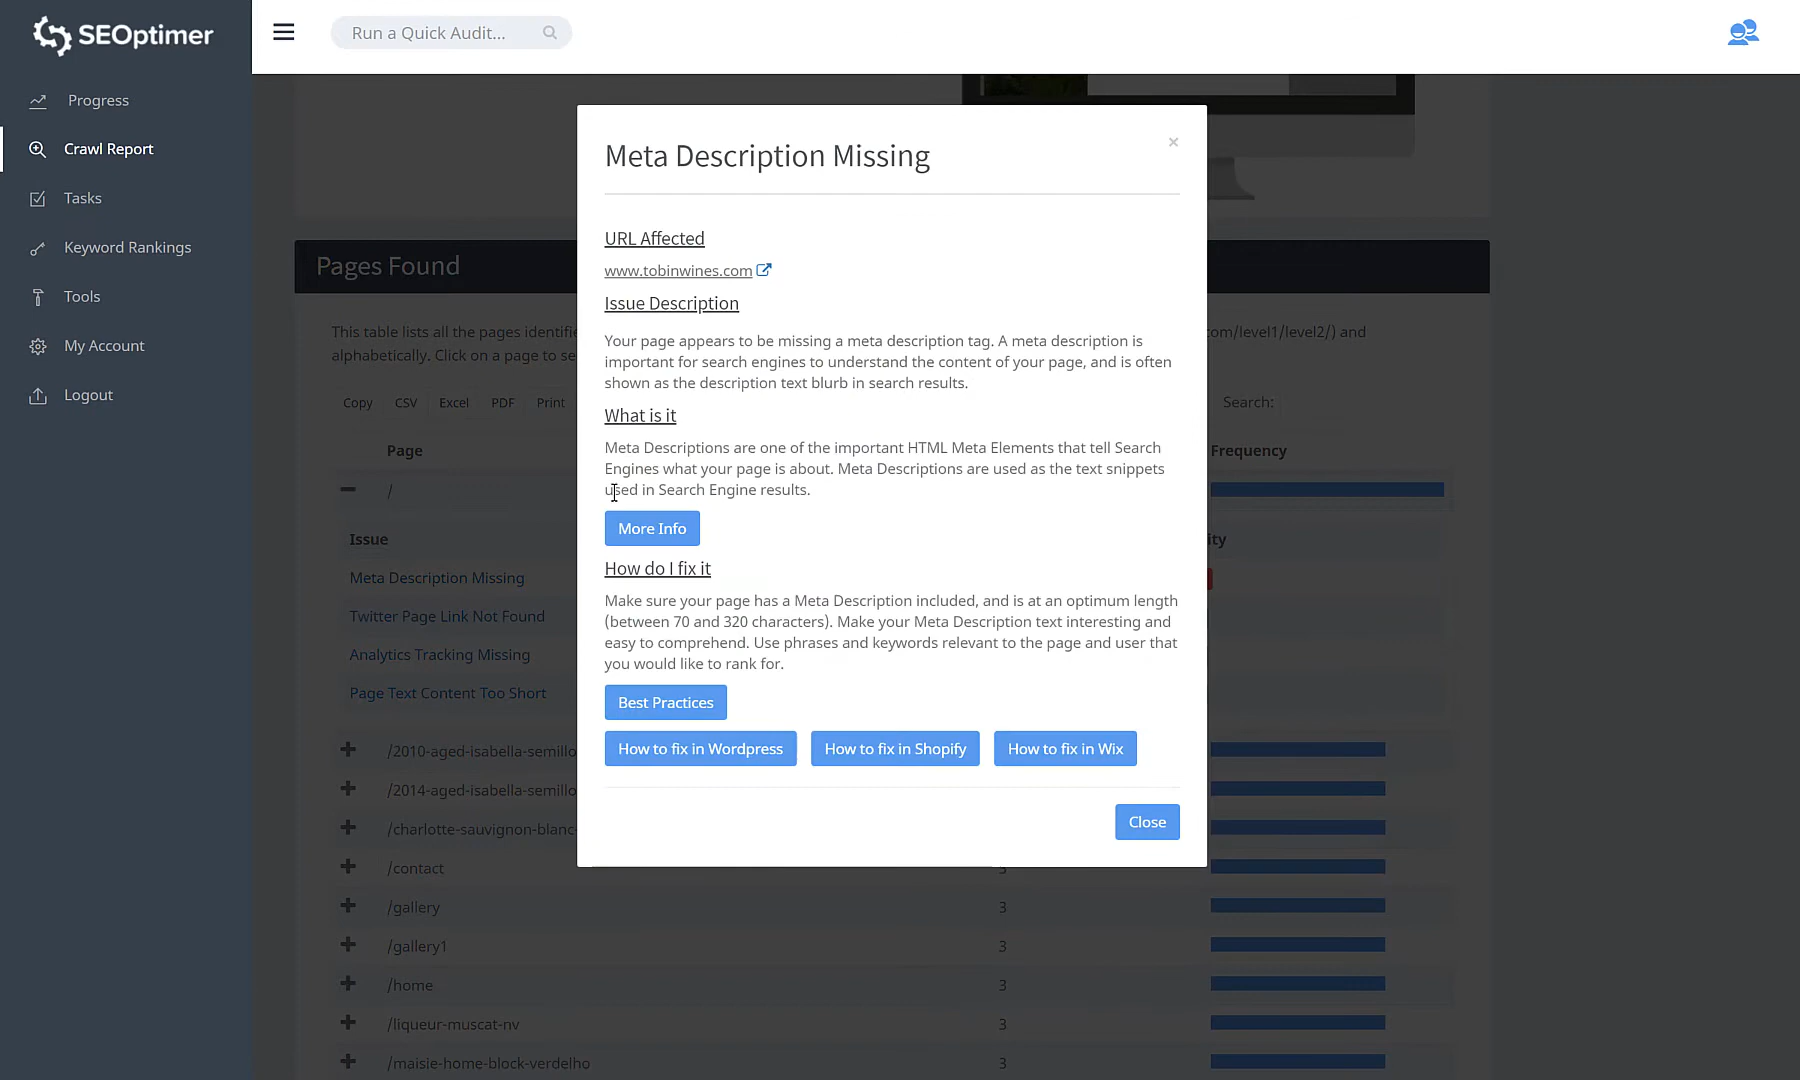 SEOptimer
Run a Quick Audit...
Progress
Crawl Report
Tasks
Keyword Rankings
Tools
My Account
Logout
Pages Found
This table lists all the pages identifie
com/level1/level2/) and
alphabetically. Click on a page to se
Copy CSV Excel PDF Print
Search:
Page
Frequency
/
Issue
ity
Meta Description Missing
Twitter Page Link Not Found
Analytics Tracking Missing
Page Text Content Too Short
/2010-aged-isabella-semillo
/2014-aged-isabella-semillo
/charlotte-sauvignon-blanc-
/contact
/gallery 3
/gallery1 3
/home 3
/liqueur-muscat-nv 3
/maisie-home-block-verdelho 3
Meta Description Missing
×
URL Affected
www.tobinwines.com
Issue Description
Your page appears to be missing a meta description tag. A meta description is
important for search engines to understand the content of your page, and is often
shown as the description text blurb in search results.
What is it
Meta Descriptions are one of the important HTML Meta Elements that tell Search
Engines what your page is about. Meta Descriptions are used as the text snippets
used in Search Engine results.
More Info
How do I fix it
Make sure your page has a Meta Description included, and is at an optimum length
(between 70 and 320 characters). Make your Meta Description text interesting and
easy to comprehend. Use phrases and keywords relevant to the page and user that
you would like to rank for.
Best Practices
How to fix in Wordpress How to fix in Shopify How to fix in Wix
Close